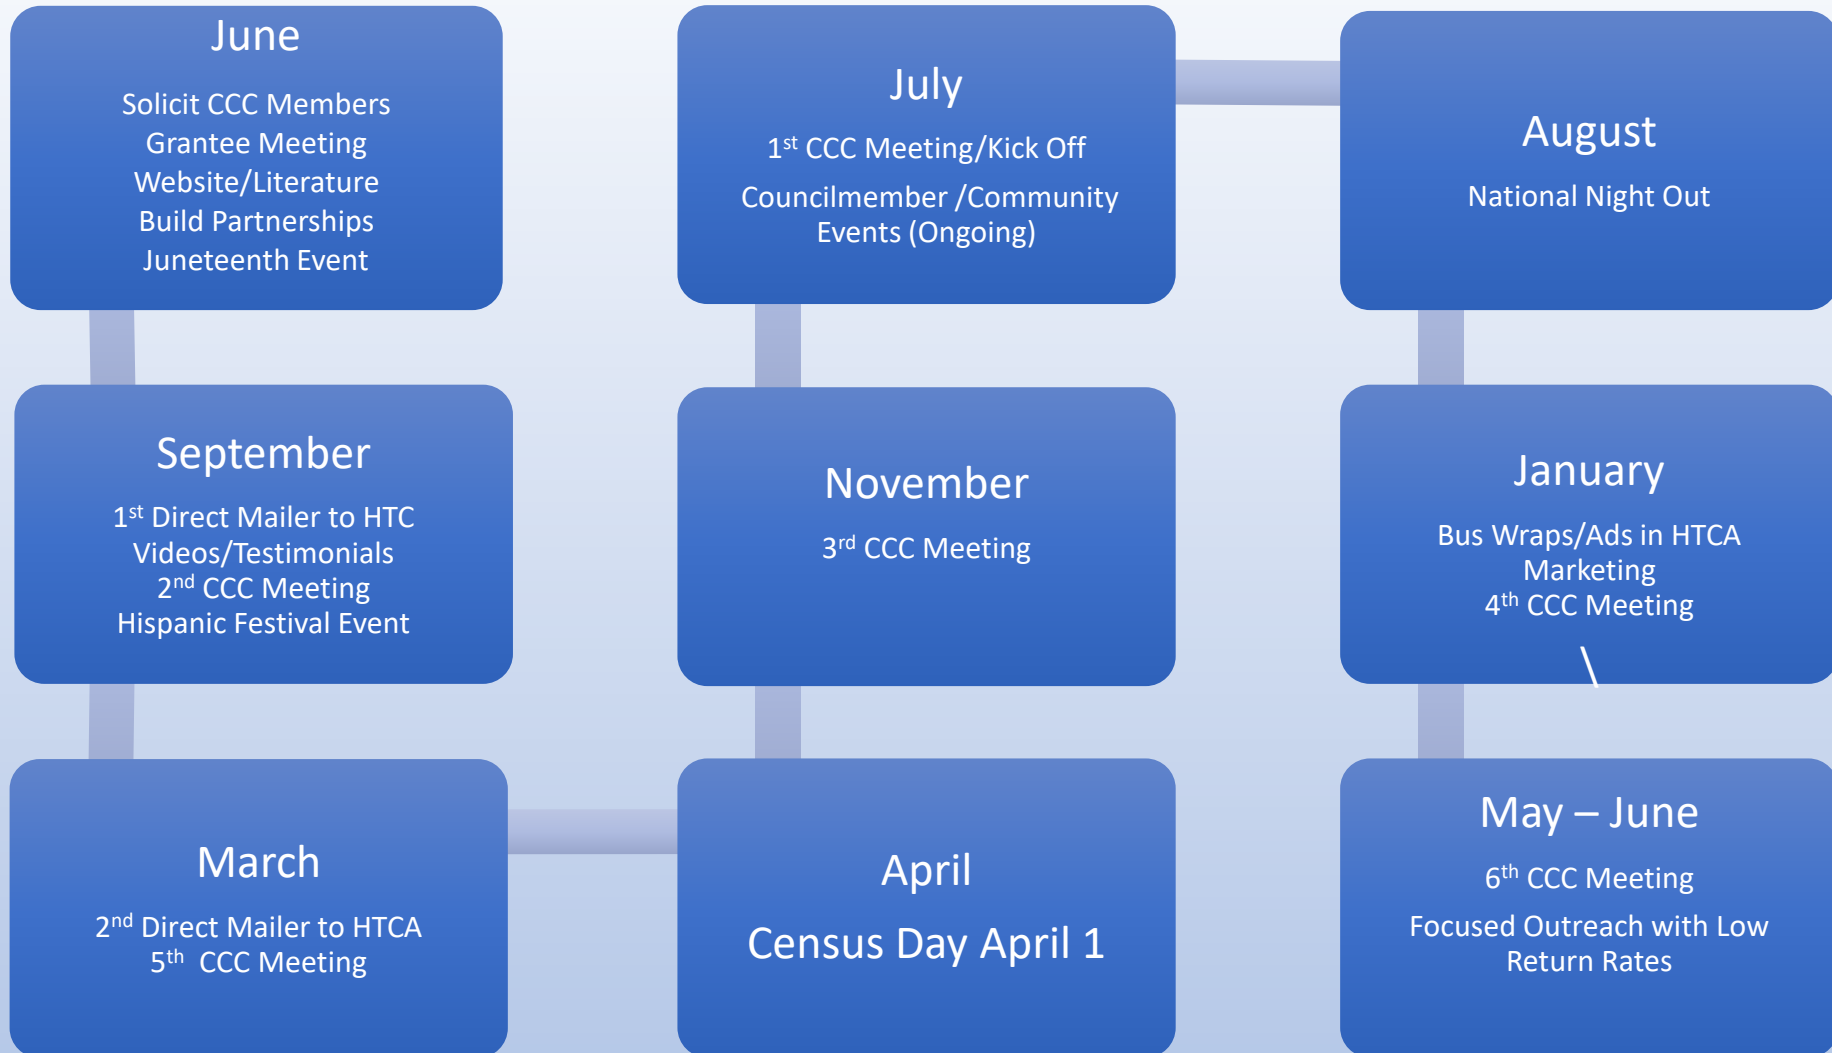 June
Solicit CCC Members
Grantee Meeting
Website/Literature
Build Partnerships
Juneteenth Event
July
1st CCC Meeting/Kick Off
Councilmember /Community
Events (Ongoing)
August
National Night Out
September
1st Direct Mailer to HTC
Videos/Testimonials
2nd CCC Meeting
Hispanic Festival Event
November
3rd CCC Meeting
January
Bus Wraps/Ads in HTCA
Marketing
4th CCC Meeting
\
March
2nd Direct Mailer to HTCA
5th  CCC Meeting
April
Census Day April 1
May – June
6th CCC Meeting
Focused Outreach with Low
Return Rates